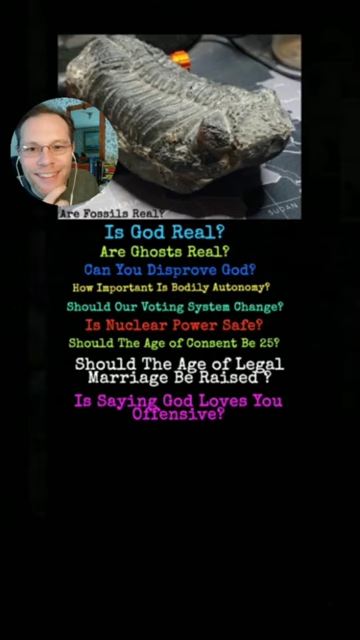 SUDAN
Are Fossils Real?
Is God Real?
Are Ghosts Real?
Can You Disprove God?
How Important Is Bodily Autonomy?
Should Our Voting System Change?
Is Nuclear Power Safe?
Should The Age of Consent Be 25?
Should The Age of Legal
Marriage Be Raised ?
Is Saying God Loves You
Offensive?